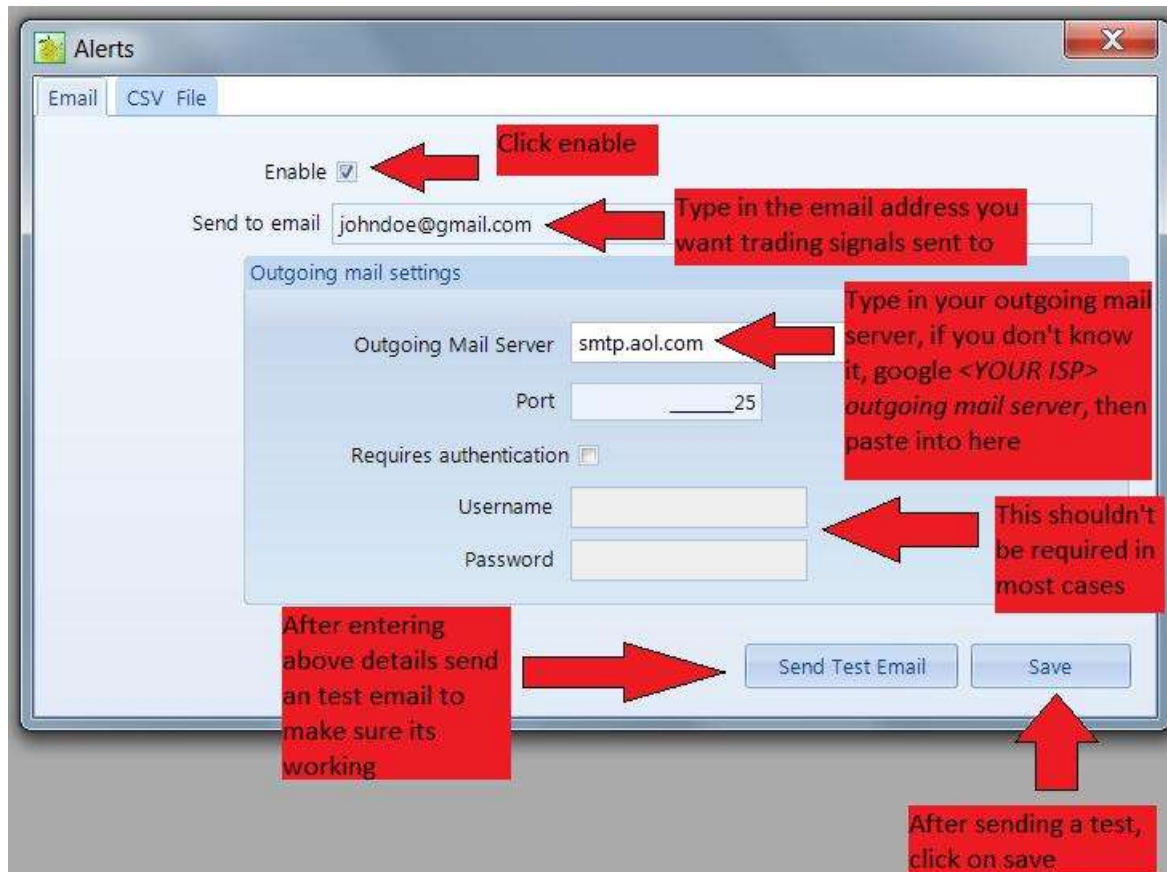 Alerts
X
Email
CSV File
Enable
Click enable
Send to email
johndoe@gmail.com
Type in the email address you
want trading signals sent to
Outgoing mail settings
Outgoing Mail Server
smtp.aol.com
Type in your outgoing mail
server, if you don't know
it, google <YOUR ISP>
outgoing mail server, then
paste into here
Port
______25
Requires authentication
Username
Password
This shouldn't
be required in
most cases
After entering
above details send
an test email to
make sure its
working
Send Test Email
Save
After sending a test,
click on save